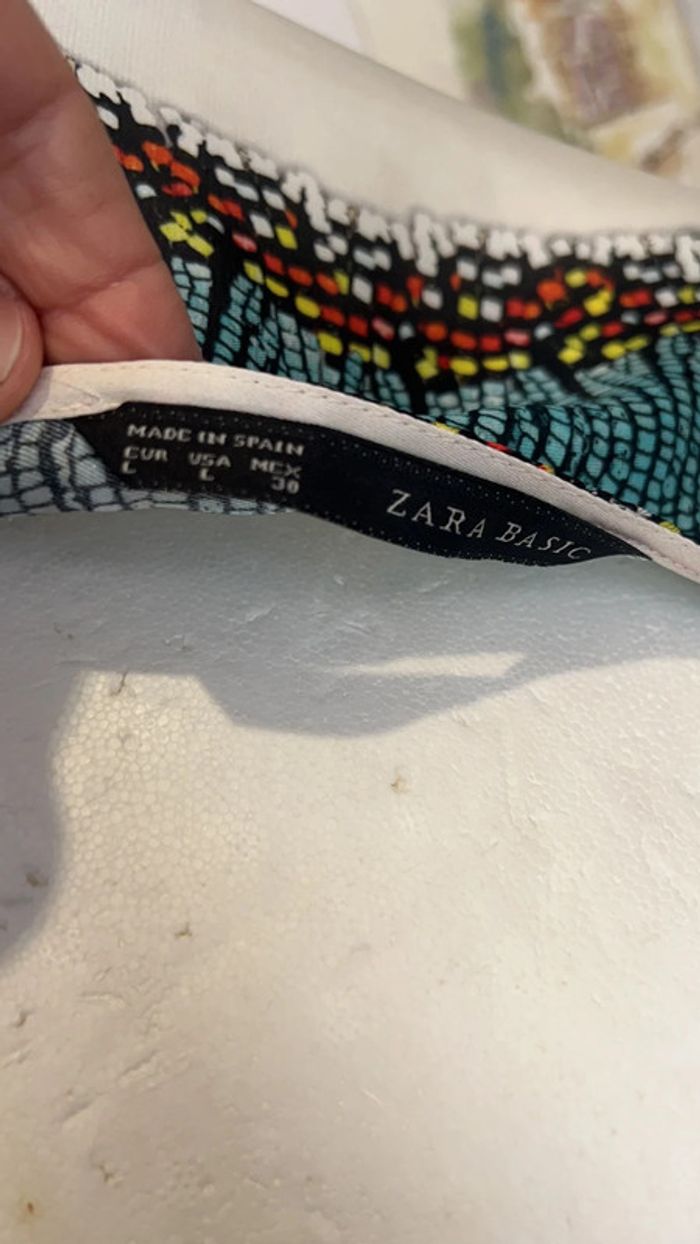 MADE IN SPAIN
EUR USA MEX
L L 30
ZARA BASIC